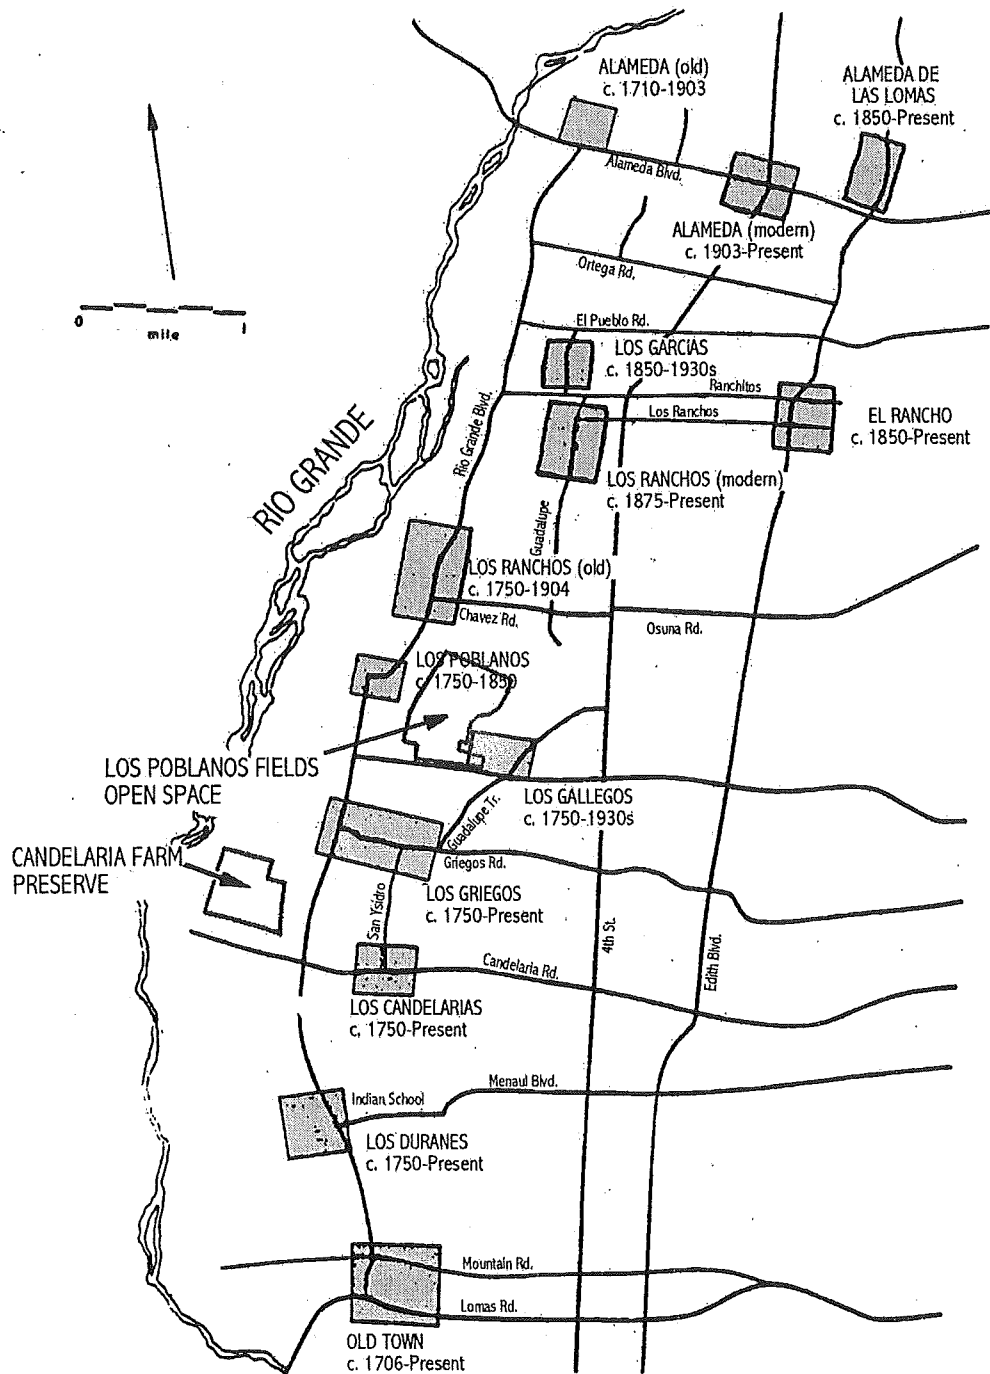 ALAMEDA (old)
c. 1710-1903
ALAMEDA DE
LAS LOMAS
c. 1850-Present
Alameda Blvd.
ALAMEDA (modern)
c. 1903-Present
Ortega Rd.
0
mile
1
El Pueblo Rd.
LOS GARCIAS
c. 1850-1930s
Ranchitos
Los Ranchos
EL RANCHO
c. 1850-Present
Rio Grande Blvd.
RIO GRANDE
LOS RANCHOS (modern)
c. 1875-Present
Guadalupe
LOS RANCHOS (old)
c. 1750-1904
Chavez Rd.
Osuna Rd.
LOS POBLANOS
c. 1750-1850
LOS POBLANOS FIELDS
OPEN SPACE
LOS GALLEGOS
c. 1750-1930s
Guadalupe Tr.
CANDELARIA FARM
PRESERVE
Griegos Rd.
LOS GRIEGOS
c. 1750-Present
San Ysidro
4th St.
Edith Blvd.
Candelaria Rd.
LOS CANDELARIAS
c. 1750-Present
Menaul Blvd.
Indian School
LOS DURANES
c. 1750-Present
Mountain Rd.
Lomas Rd.
OLD TOWN
c. 1706-Present